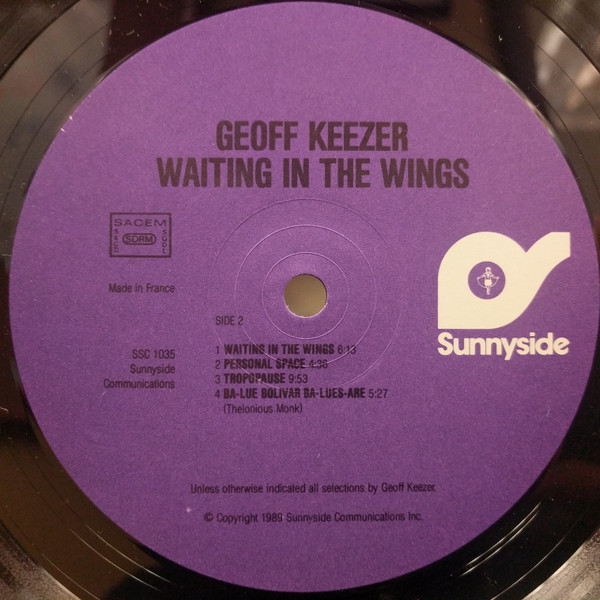 GEOFF KEEZER
WAITING IN THE WINGS
SACEM
SDRM
SACD
SGDL
Made in France
Sunnyside
SIDE 2
SSC 1035
Sunnyside
Communications
1 WAITING IN THE WINGS 6:13
2 PERSONAL SPACE 4:36
3 TROPOPAUSE 9:53
4 BA-LUE BOLIVAR BA-LUES-ARE 5:27
(Thelonious Monk)
Unless otherwise indicated all selections by Geoff Keezer.
© Copyright 1989 Sunnyside Communications Inc.